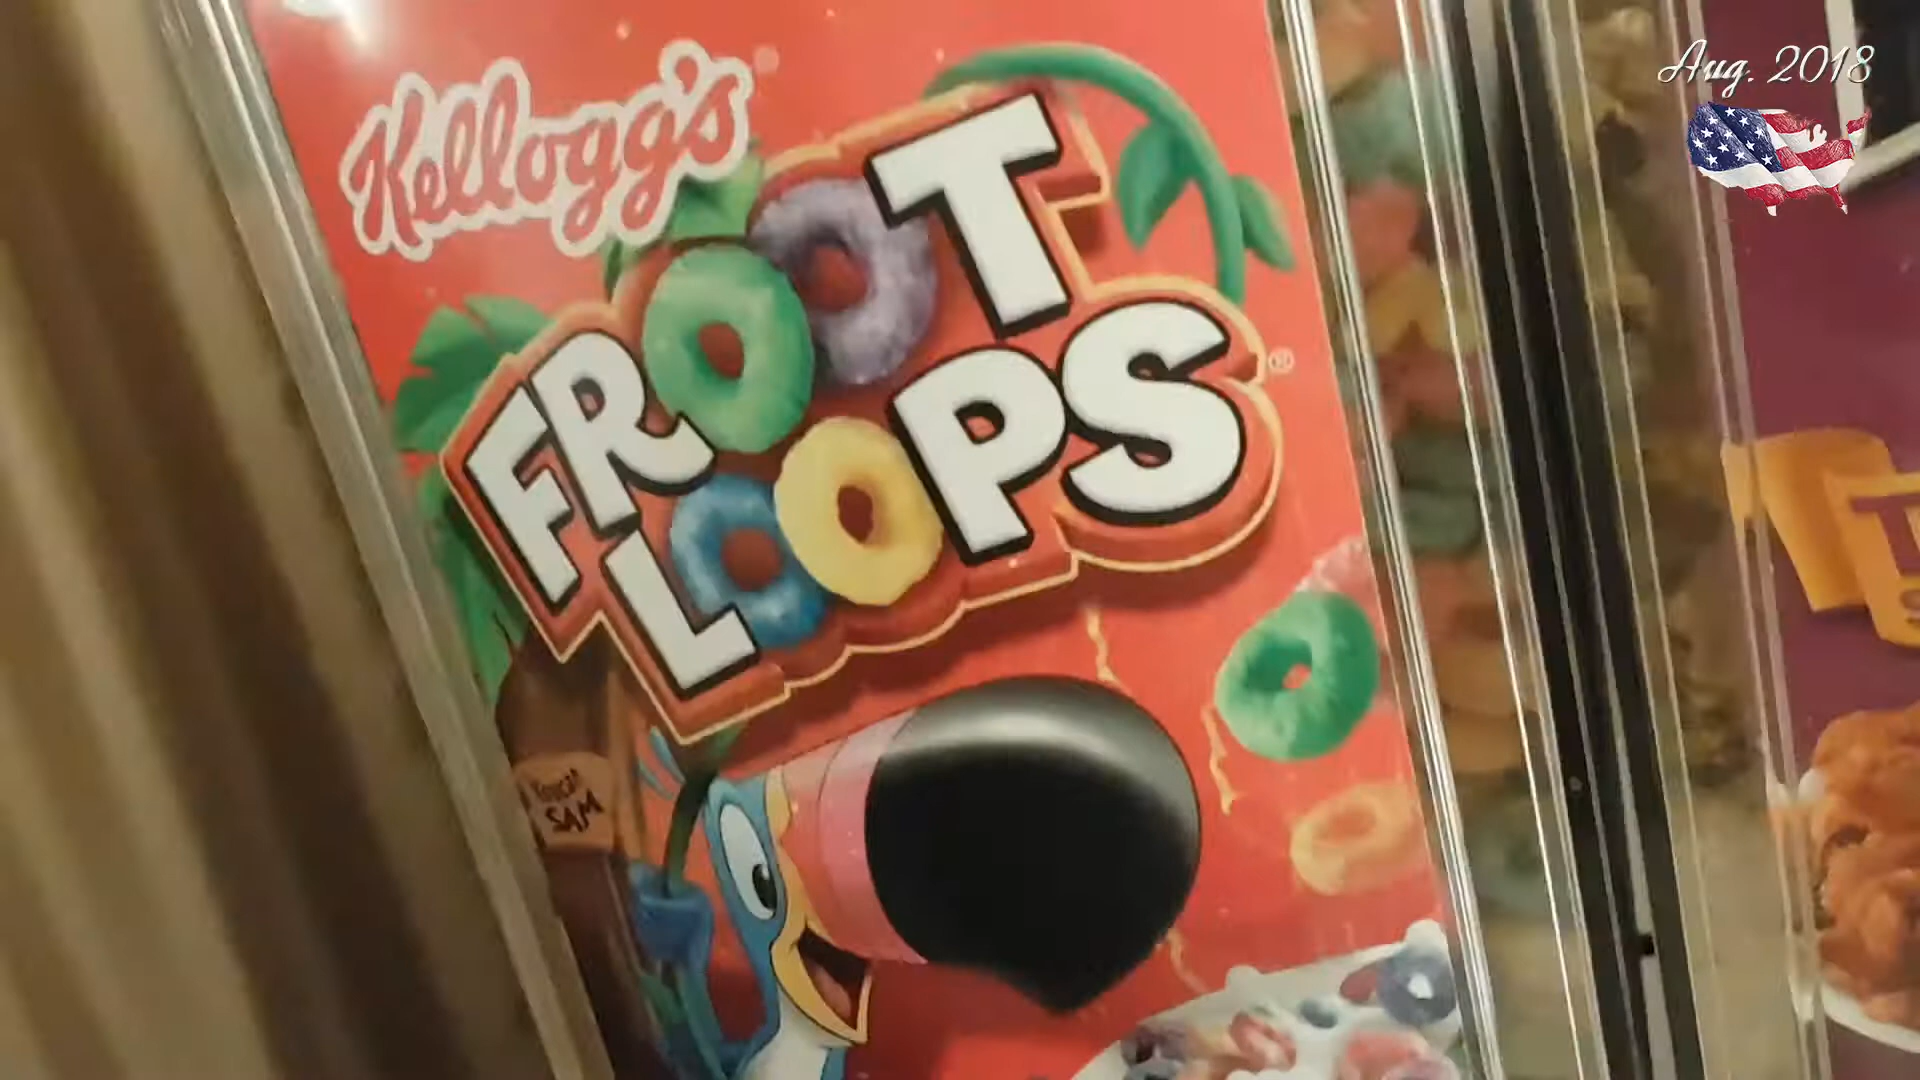 Aug. 2018
Kellogg's
FROOT
LOOPS®
TOUCAN
SAM